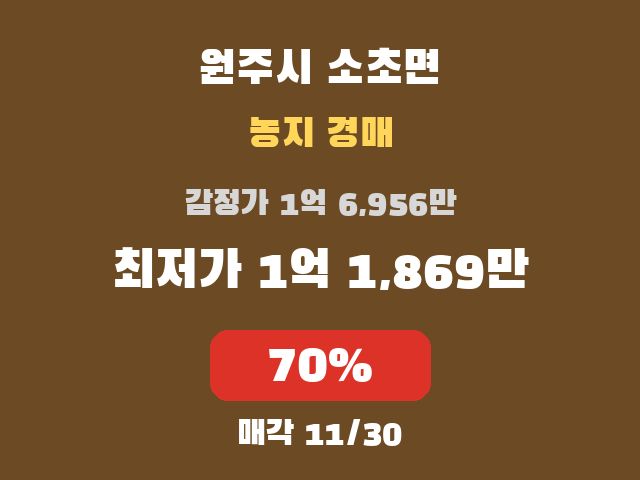 원주시 소초면
농지 경매
감정가 1억 6,956만
최저가 1억 1,869만
70%
매각 11/30